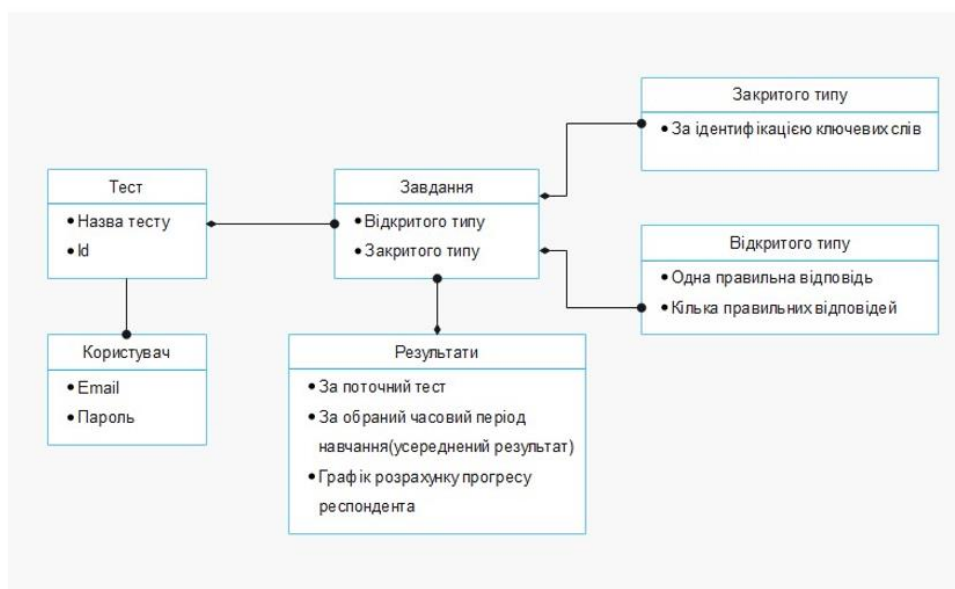 Закритого типу
• За ідентифікацією ключевих слів
Тест
• Назва тесту
• Id
Завдання
• Відкритого типу
• Закритого типу
Відкритого типу
• Одна правильна відповідь
• Кілька правильних відповідей
Користувач
• Email
• Пароль
Результати
• За поточний тест
• За обраний часовий період
навчання(усереднений результат)
• Графік розрахунку прогресу
респондента